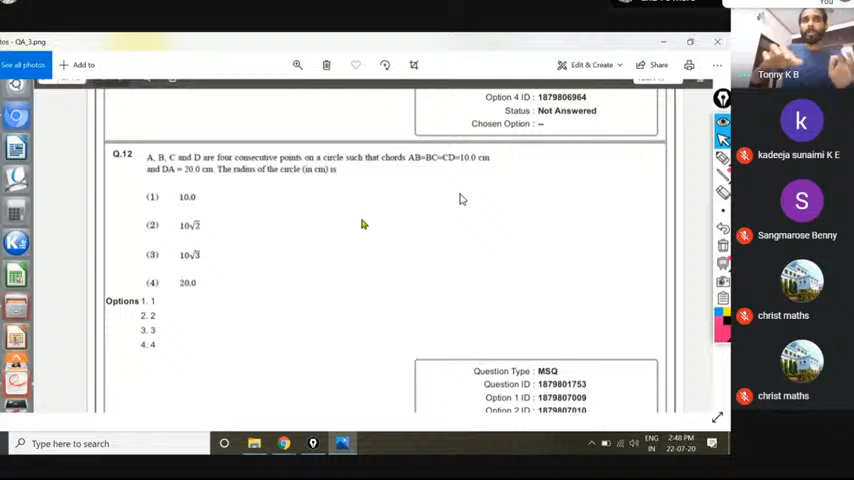 You
tos - QA_3.png
See all photos
Add to
Edit & Create
Share
Option 4 ID : 1879806964
Status : Not Answered
Chosen Option : --
Q.12 A, B, C and D are four consecutive points on a circle such that chords AB=BC=CD=10.0 cm
and DA = 20.0 cm. The radius of the circle (in cm) is
(1) 10.0
(2) 10√2
(3) 10√3
(4) 20.0
Options 1. 1
2. 2
3. 3
4. 4
Question Type : MSQ
Question ID : 1879801753
Option 1 ID : 1879807009
Option 2 ID : 1879807010
Tonny K B
k
kadeeja sunaimi K E
S
Sangmarose Benny
christ maths
christ maths
Type here to search
ENG
IN
2:48 PM
22-07-20